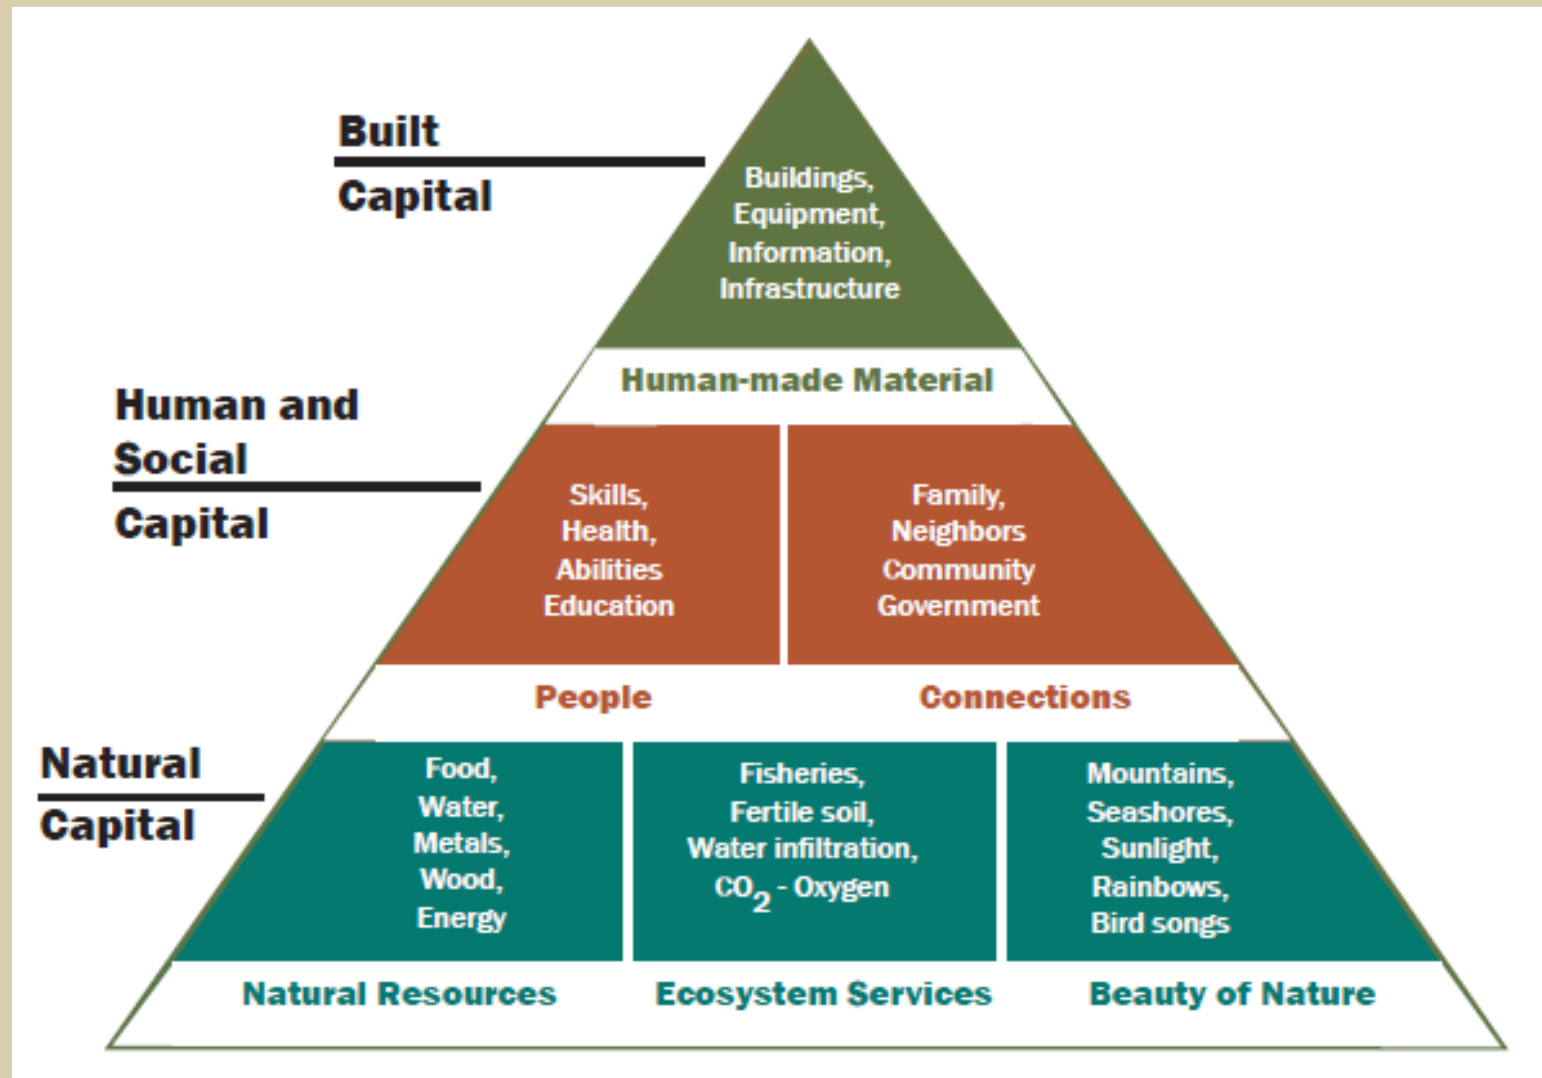 Built
Capital
Buildings,
Equipment,
Information,
Infrastructure
Human-made Material
Human and
Social
Capital
Skills,
Health,
Abilities
Education
Family,
Neighbors
Community
Government
People
Connections
Natural
Capital
Food,
Water,
Metals,
Wood,
Energy
Fisheries,
Fertile soil,
Water infiltration,
CO₂ - Oxygen
Mountains,
Seashores,
Sunlight,
Rainbows,
Bird songs
Natural Resources
Ecosystem Services
Beauty of Nature